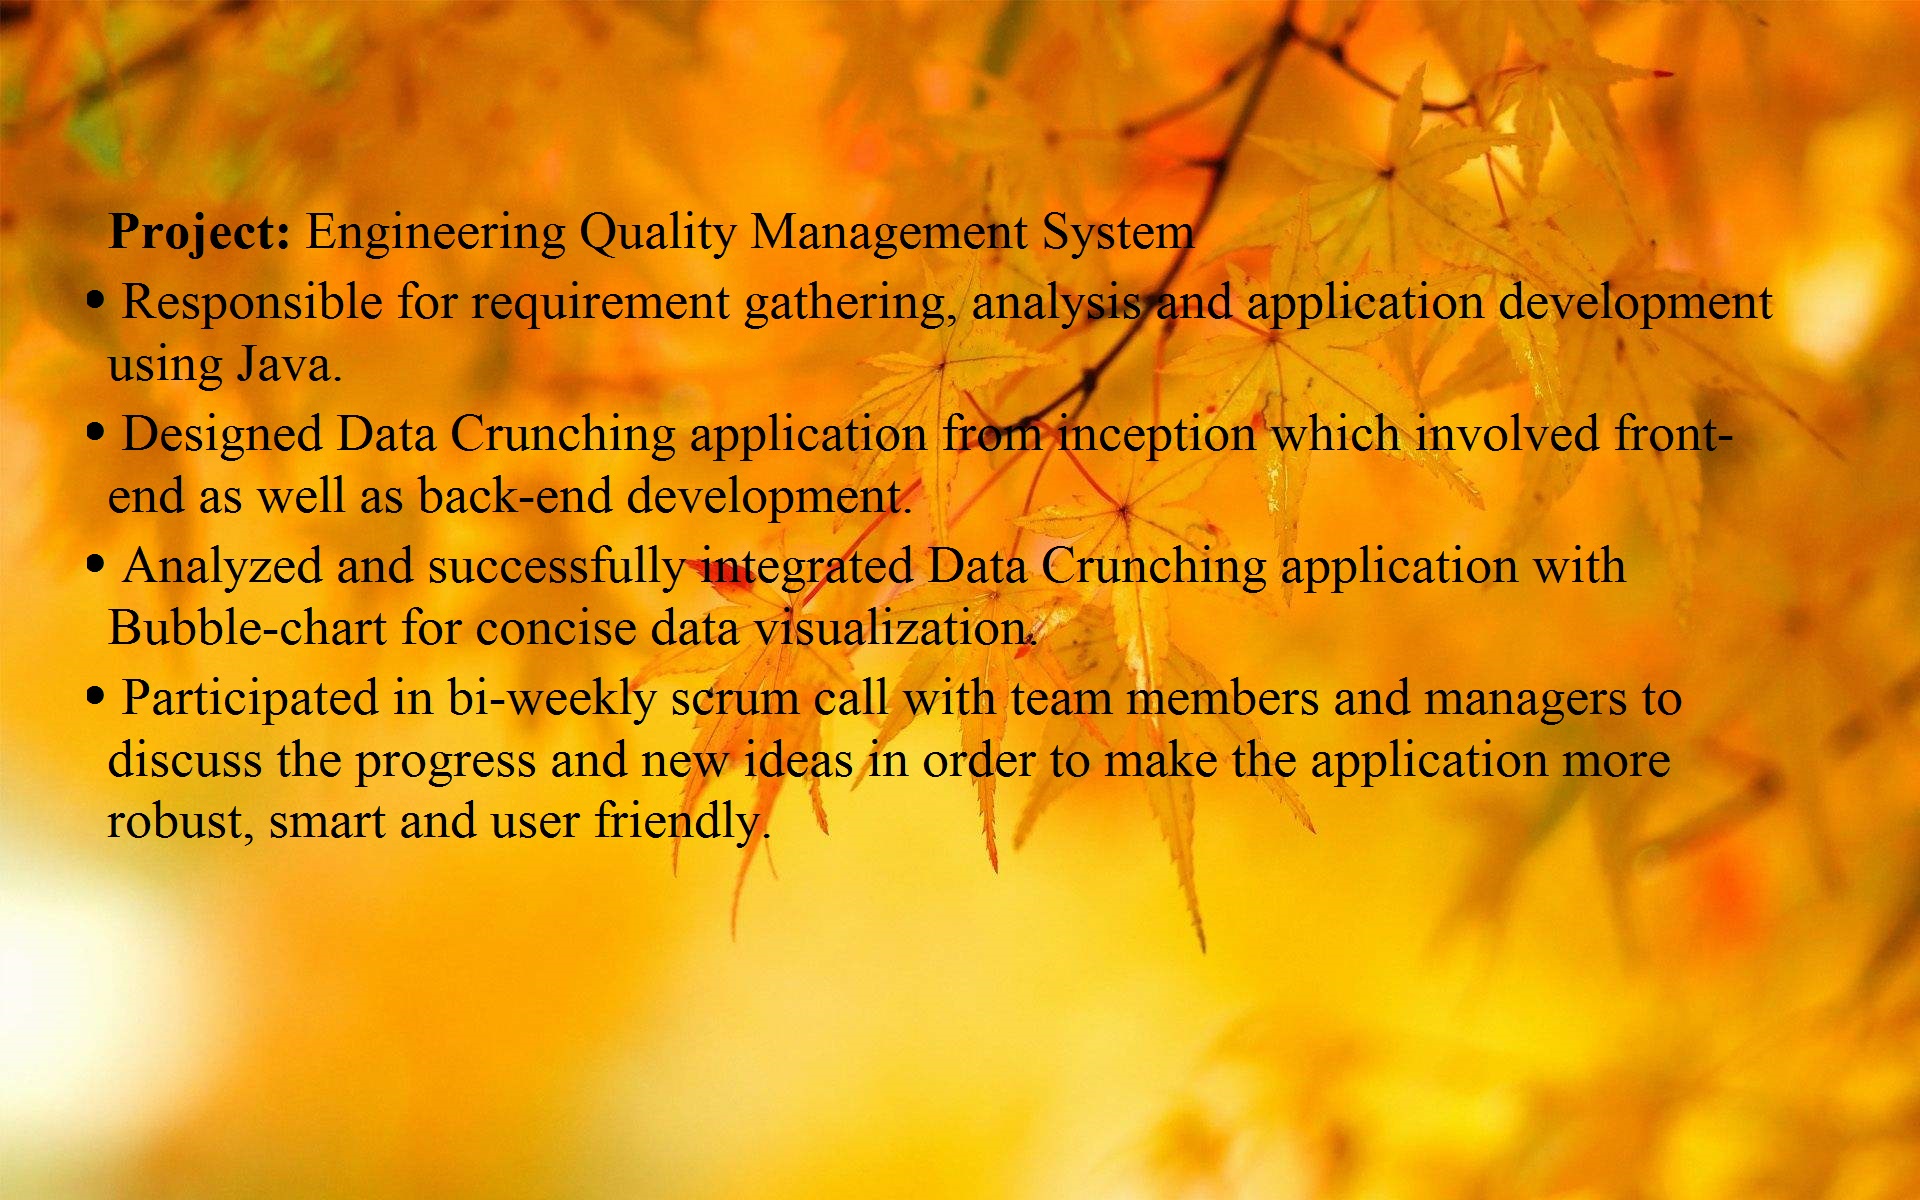 Project: Engineering Quality Management System
• Responsible for requirement gathering, analysis and application development
using Java.
• Designed Data Crunching application from inception which involved front-
end as well as back-end development.
• Analyzed and successfully integrated Data Crunching application with
Bubble-chart for concise data visualization.
• Participated in bi-weekly scrum call with team members and managers to
discuss the progress and new ideas in order to make the application more
robust, smart and user friendly.